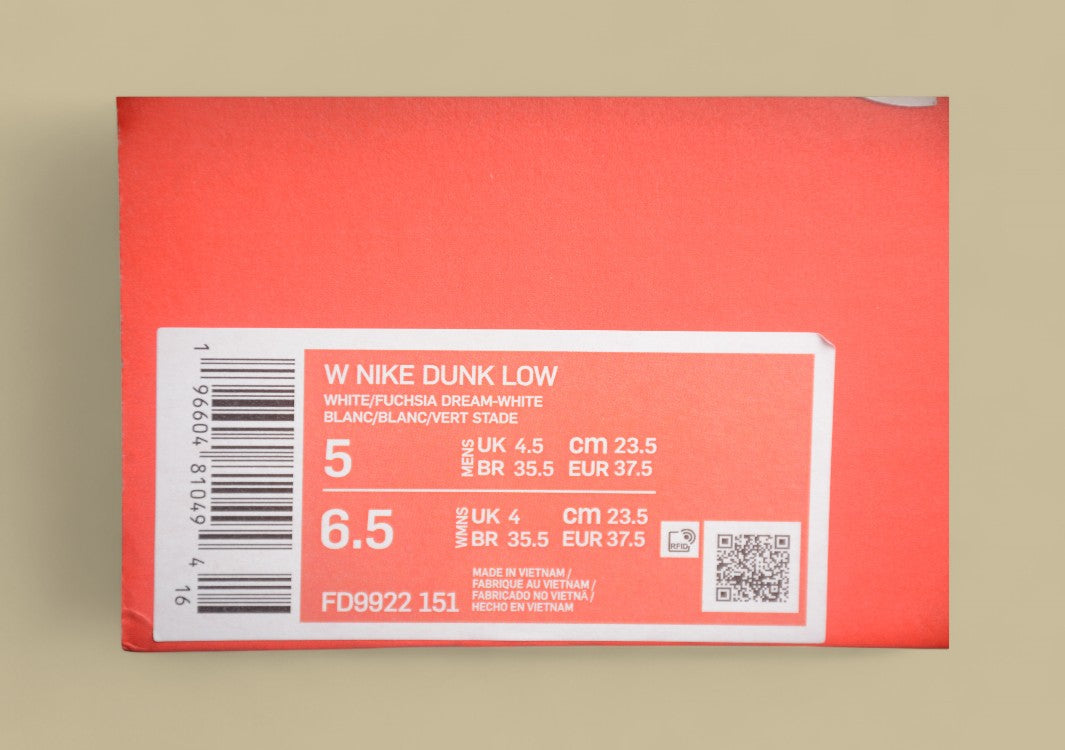 W NIKE DUNK LOW
WHITE/FUCHSIA DREAM-WHITE
BLANC/BLANC/VERT STADE
5 MENS UK 4.5 cm 23.5
BR 35.5 EUR 37.5
6.5 WMNS UK 4 cm 23.5
BR 35.5 EUR 37.5
RFID
MADE IN VIETNAM /
FABRIQUE AU VIETNAM /
FABRICADO NO VIETNÃ /
HECHO EN VIETNAM
FD9922 151
1 96604 81049 4 16